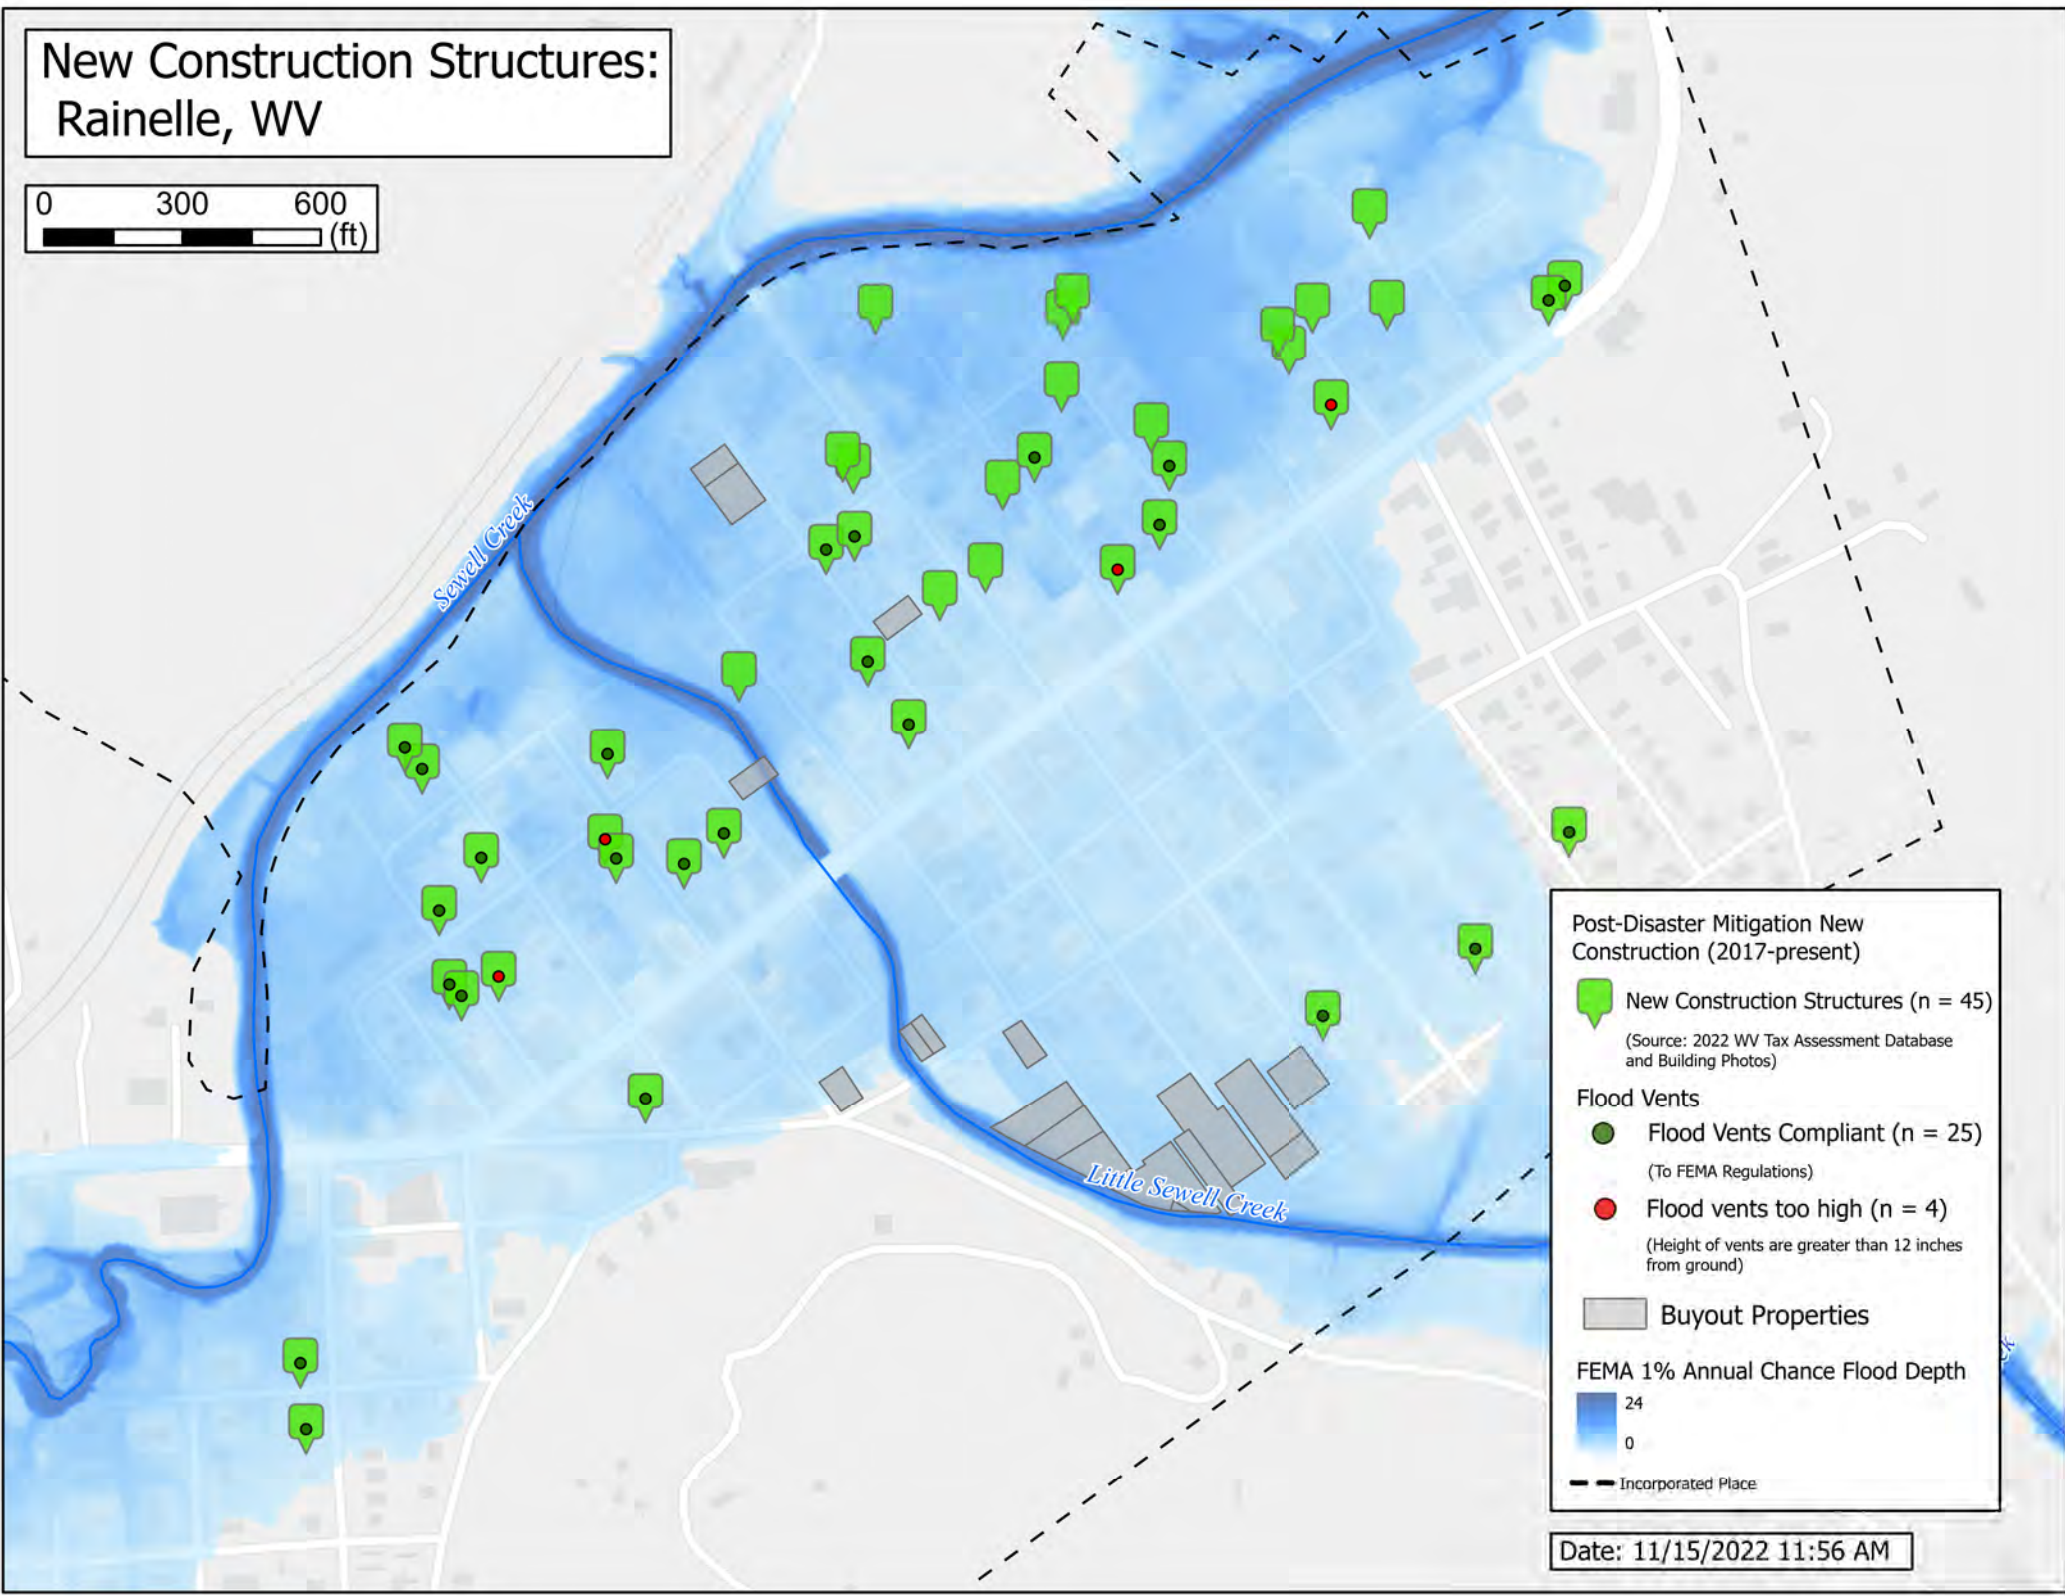 New Construction Structures:
Rainelle, WV
0 300 600
(ft)
Sewell Creek
Little Sewell Creek
Post-Disaster Mitigation New
Construction (2017-present)
New Construction Structures (n = 45)
(Source: 2022 WV Tax Assessment Database
and Building Photos)
Flood Vents
Flood Vents Compliant (n = 25)
(To FEMA Regulations)
Flood vents too high (n = 4)
(Height of vents are greater than 12 inches
from ground)
Buyout Properties
FEMA 1% Annual Chance Flood Depth
24
0
Incorporated Place
Date: 11/15/2022 11:56 AM